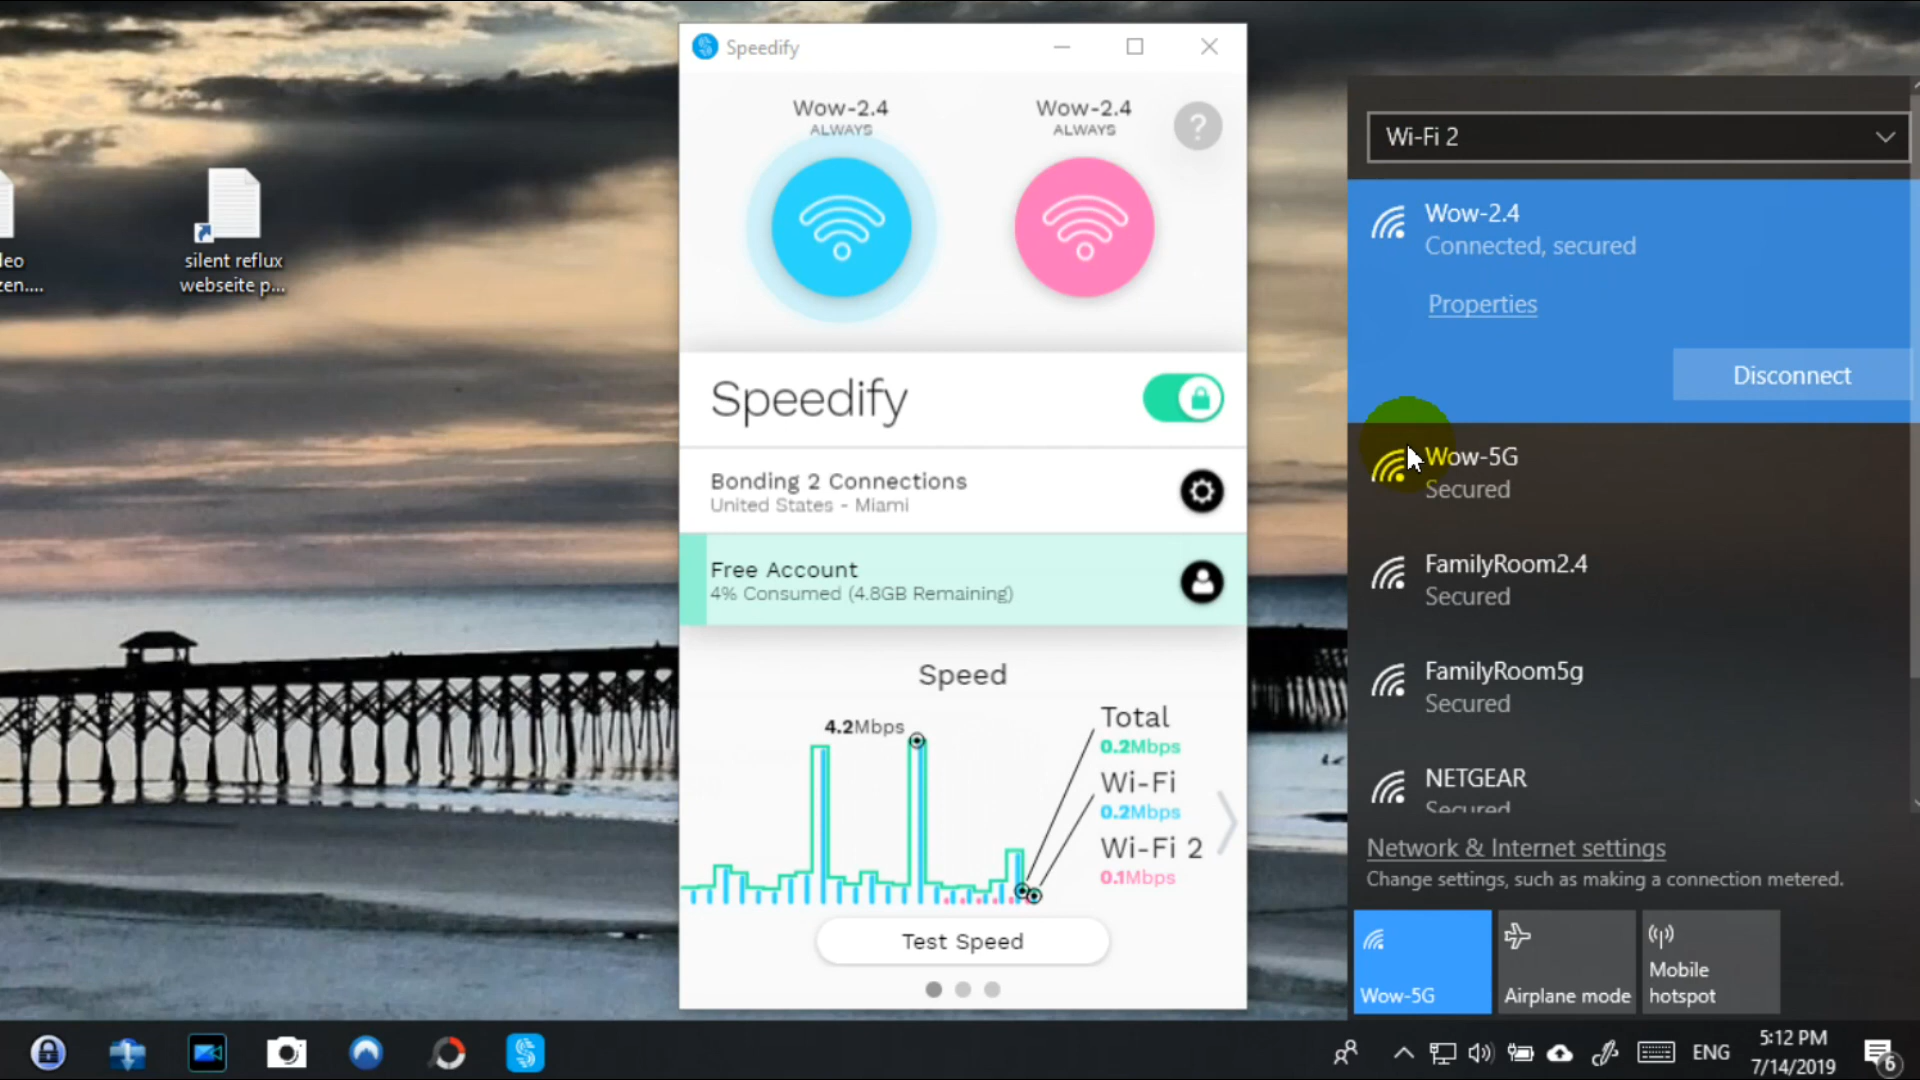 Speedify
Wow-2.4
ALWAYS
Wow-2.4
ALWAYS
?
Speedify
Bonding 2 Connections
United States - Miami
Free Account
4% Consumed (4.8GB Remaining)
Speed
4.2Mbps
Total
0.2Mbps
Wi-Fi
0.2Mbps
Wi-Fi 2
0.1Mbps
Test Speed
Wi-Fi 2
Wow-2.4
Connected, secured
Properties
Disconnect
Wow-5G
Secured
FamilyRoom2.4
Secured
FamilyRoom5g
Secured
NETGEAR
Secured
Network & Internet settings
Change settings, such as making a connection metered.
Wow-5G
Airplane mode
Mobile
hotspot
silent reflux
webseite p...
leo
zen....
ENG
5:12 PM
7/14/2019
6